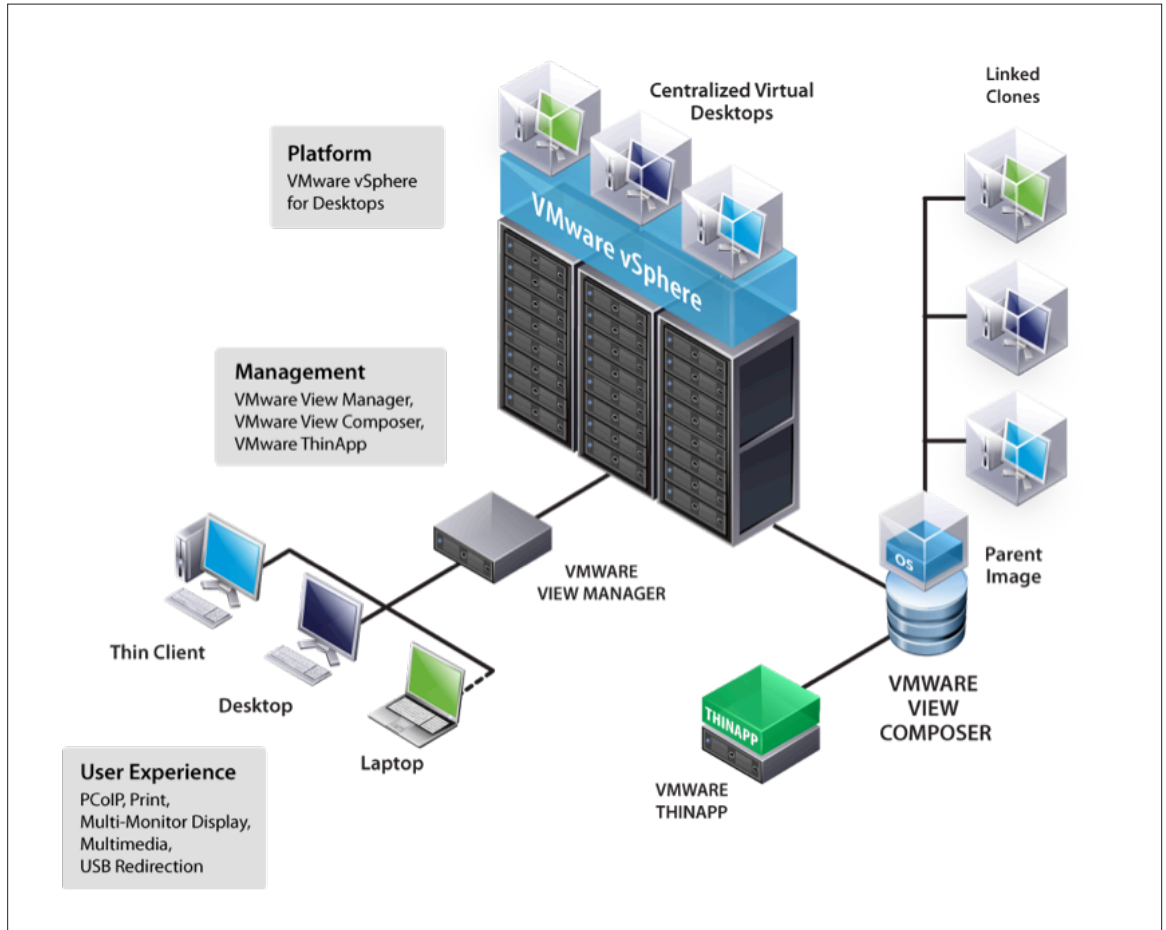 Centralized Virtual
Desktops
Linked
Clones
Platform
VMware vSphere
for Desktops
VMware vSphere
Management
VMware View Manager,
VMware View Composer,
VMware ThinApp
VMWARE
VIEW MANAGER
OS
Parent
Image
Thin Client
Desktop
Laptop
THINAPP
VMWARE
THINAPP
VMWARE
VIEW
COMPOSER
User Experience
PCoIP, Print,
Multi-Monitor Display,
Multimedia,
USB Redirection